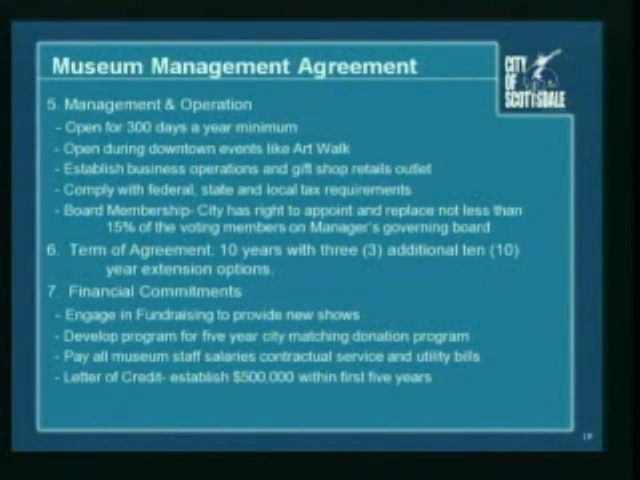 Museum Management Agreement
CITY
OF
SCOTTSDALE
5. Management & Operation
- Open for 300 days a year minimum
- Open during downtown events like Art Walk
- Establish business operations and gift shop retails outlet
- Comply with federal, state and local tax requirements
- Board Membership- City has right to appoint and replace not less than
15% of the voting members on Manager's governing board
6. Term of Agreement: 10 years with three (3) additional ten (10)
year extension options.
7. Financial Commitments
- Engage in Fundraising to provide new shows
- Develop program for five year city matching donation program
- Pay all museum staff salaries contractual service and utility bills
- Letter of Credit- establish $500,000 within first five years